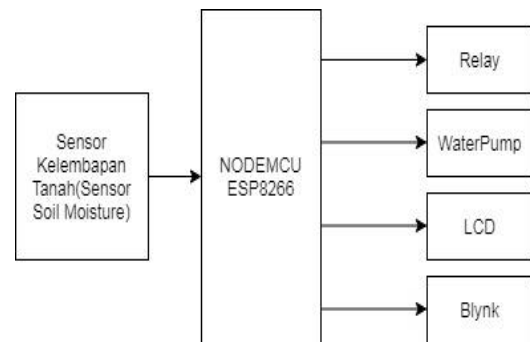 Sensor
Kelembapan
Tanah(Sensor
Soil Moisture)
NODEMCU
ESP8266
Relay
WaterPump
LCD
Blynk